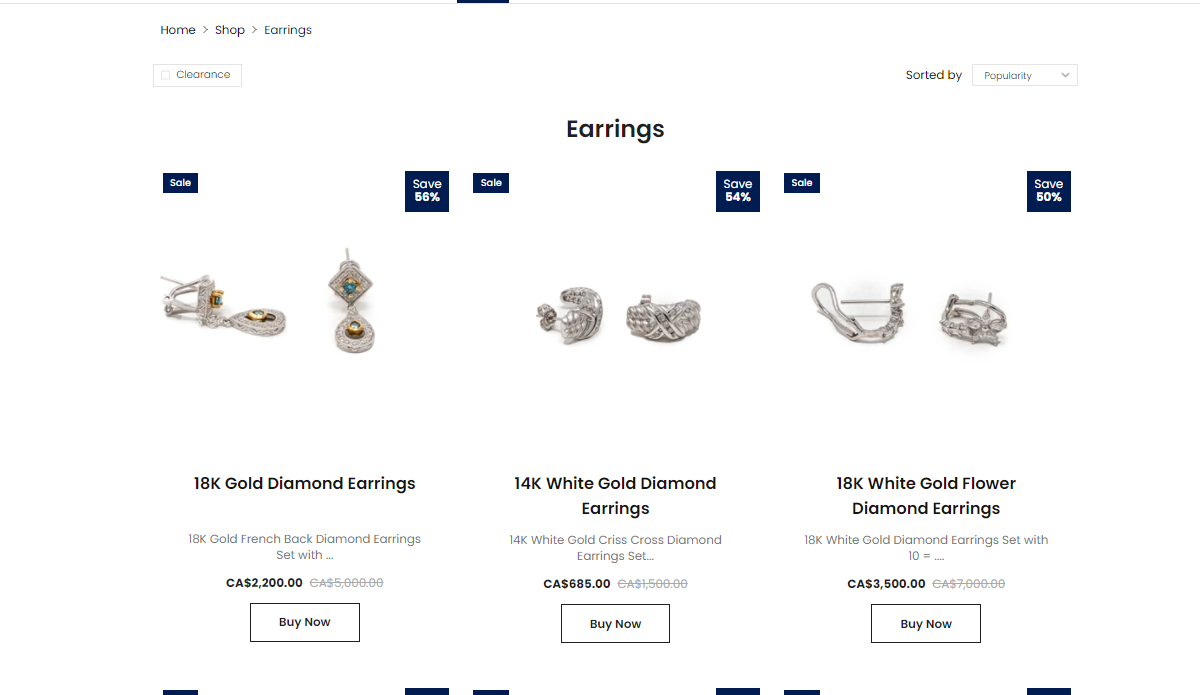 Home > Shop > Earrings
Clearance
Sorted by Popularity
Earrings
Sale
Save
56%
Sale
Save
54%
Sale
Save
50%
18K Gold Diamond Earrings
18K Gold French Back Diamond Earrings
Set with ...
CA$2,200.00 CA$5,000.00
Buy Now
14K White Gold Diamond
Earrings
14K White Gold Criss Cross Diamond
Earrings Set...
CA$685.00 CA$1,500.00
Buy Now
18K White Gold Flower
Diamond Earrings
18K White Gold Diamond Earrings Set with
10 = ....
CA$3,500.00 CA$7,000.00
Buy Now